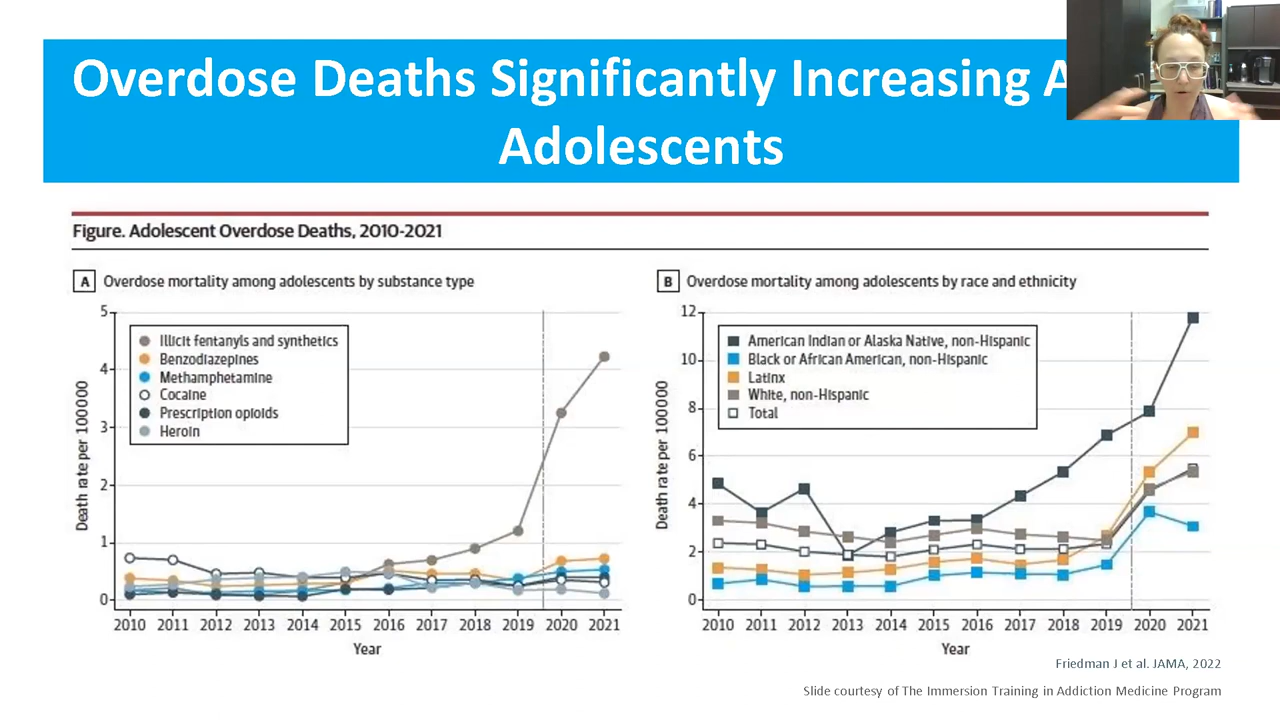 Overdose Deaths Significantly Increasing
Adolescents
Figure. Adolescent Overdose Deaths, 2010-2021
A Overdose mortality among adolescents by substance type
5
4
3
2
1
0
Death rate per 100000
Illicit fentanyls and synthetics
Benzodiazepines
Methamphetamine
Cocaine
Prescription opioids
Heroin
2010 2011 2012 2013 2014 2015 2016 2017 2018 2019 2020 2021
Year
B Overdose mortality among adolescents by race and ethnicity
12
10
8
6
4
2
0
Death rate per 100000
American Indian or Alaska Native, non-Hispanic
Black or African American, non-Hispanic
Latinx
White, non-Hispanic
Total
2010 2011 2012 2013 2014 2015 2016 2017 2018 2019 2020 2021
Year
Friedman J et al. JAMA, 2022
Slide courtesy of The Immersion Training in Addiction Medicine Program